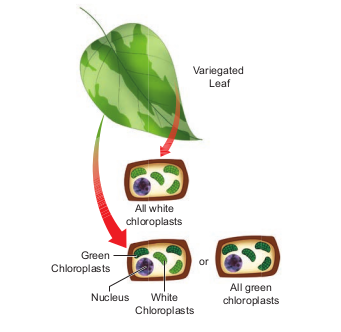 Variegated
Leaf
All white
chloroplasts
Green
Chloroplasts
or
Nucleus
White
Chloroplasts
All green
chloroplasts